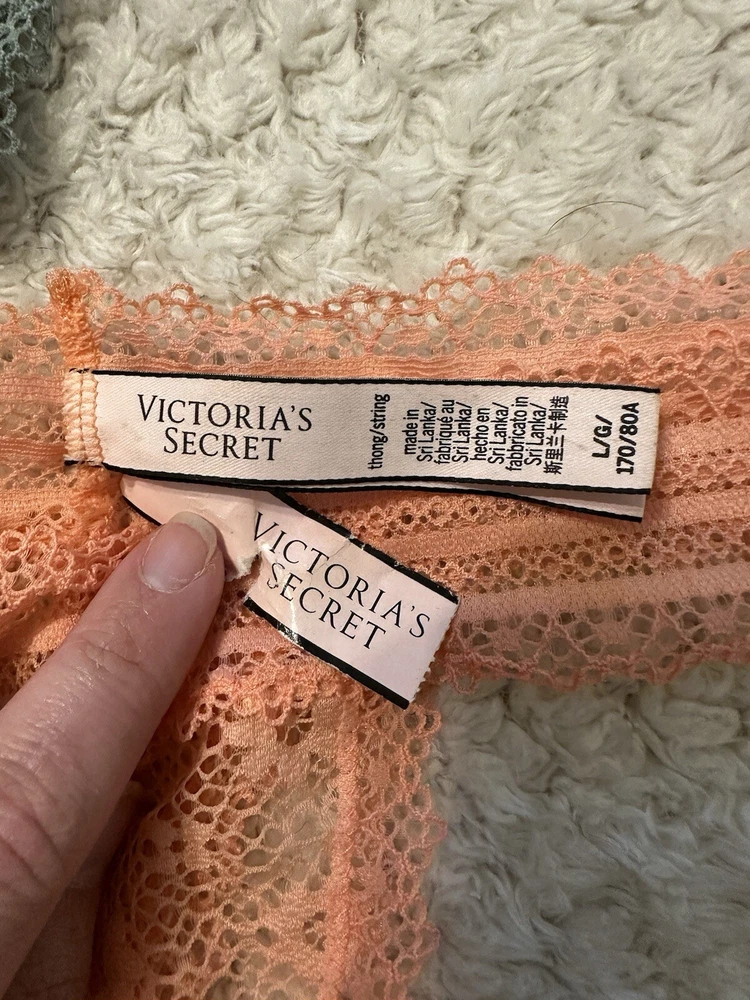 VICTORIA'S
SECRET
thong/string
made in
Sri Lanka/
fabriqué au
Sri Lanka/
hecho en
Sri Lanka/
fabbricato in
Sri Lanka/
斯里兰卡制造
L/G/
170/80A
VICTORIA'S
SECRET